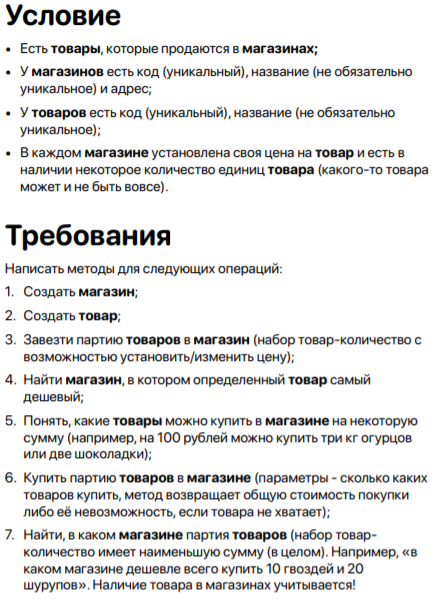 Условие
• Есть товары, которые продаются в магазинах;
• У магазинов есть код (уникальный), название (не обязательно
уникальное) и адрес;
• У товаров есть код (уникальный), название (не обязательно
уникальное);
• В каждом магазине установлена своя цена на товар и есть в
наличии некоторое количество единиц товара (какого-то товара
может и не быть вовсе).
Требования
Написать методы для следующих операций:
1. Создать магазин;
2. Создать товар;
3. Завезти партию товаров в магазин (набор товар-количество с
возможностью установить/изменить цену);
4. Найти магазин, в котором определенный товар самый
дешевый;
5. Понять, какие товары можно купить в магазине на некоторую
сумму (например, на 100 рублей можно купить три кг огурцов
или две шоколадки);
6. Купить партию товаров в магазине (параметры - сколько каких
товаров купить, метод возвращает общую стоимость покупки
либо её невозможность, если товара не хватает);
7. Найти, в каком магазине партия товаров (набор товар-
количество имеет наименьшую сумму (в целом). Например, «в
каком магазине дешевле всего купить 10 гвоздей и 20
шурупов». Наличие товара в магазинах учитывается!